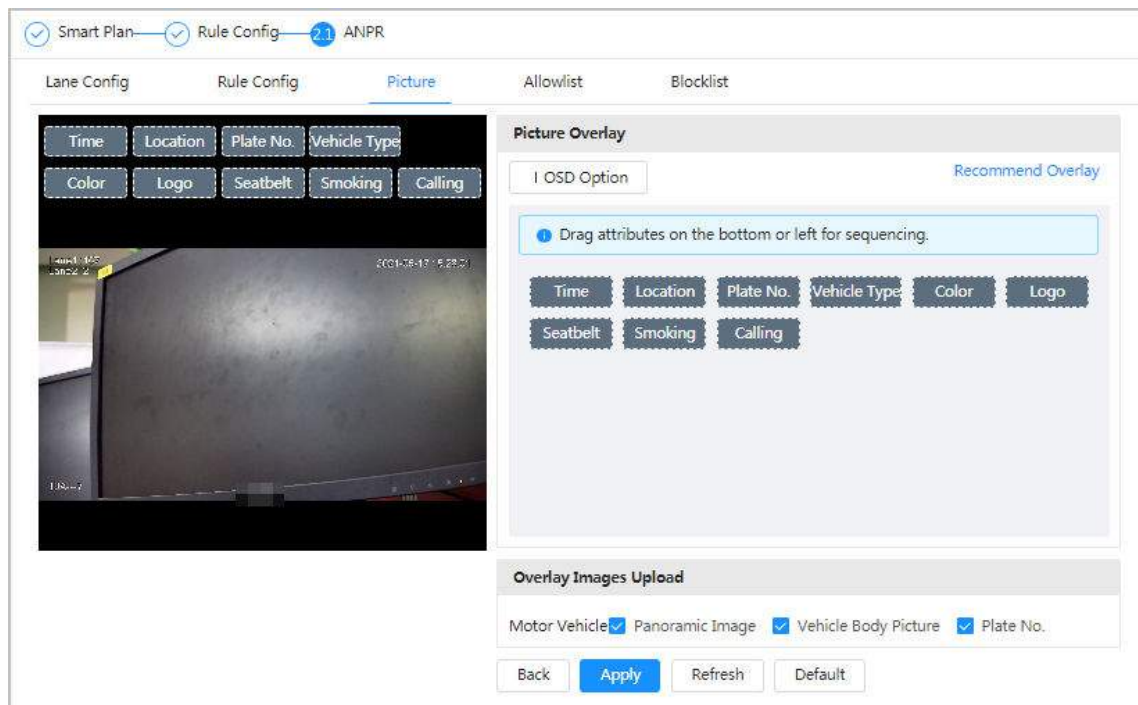 Smart Plan Rule Config 2.1 ANPR
Lane Config Rule Config Picture Allowlist Blocklist
Time Location Plate No. Vehicle Type
Color Logo Seatbelt Smoking Calling
Picture Overlay
OSD Option Recommend Overlay
Drag attributes on the bottom or left for sequencing.
Time Location Plate No. Vehicle Type Color Logo
Seatbelt Smoking Calling
Overlay Images Upload
Motor Vehicle Panoramic Image Vehicle Body Picture Plate No.
Back Apply Refresh Default